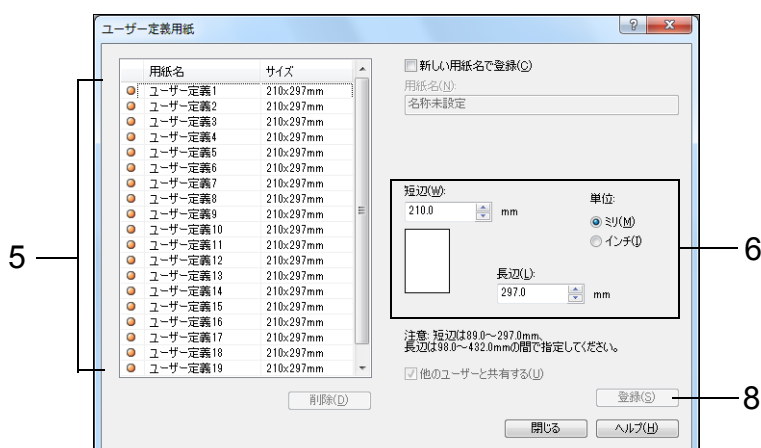 ユーザー定義用紙
用紙名 サイズ
ユーザー定義1 210x297mm
ユーザー定義2 210x297mm
ユーザー定義3 210x297mm
ユーザー定義4 210x297mm
ユーザー定義5 210x297mm
ユーザー定義6 210x297mm
ユーザー定義7 210x297mm
ユーザー定義8 210x297mm
ユーザー定義9 210x297mm
ユーザー定義10 210x297mm
ユーザー定義11 210x297mm
ユーザー定義12 210x297mm
ユーザー定義13 210x297mm
ユーザー定義14 210x297mm
ユーザー定義15 210x297mm
ユーザー定義16 210x297mm
ユーザー定義17 210x297mm
ユーザー定義18 210x297mm
ユーザー定義19 210x297mm
削除(D)
5
新しい用紙名で登録(C)
用紙名(N):
名称未設定
短辺(W):
210.0 mm
単位:
ミリ(M)
インチ(I)
長辺(L):
297.0 mm
6
注意: 短辺は89.0~297.0mm、
長辺は98.0~432.0mmの間で指定してください。
他のユーザーと共有する(U)
登録(S)
8
閉じる ヘルプ(H)